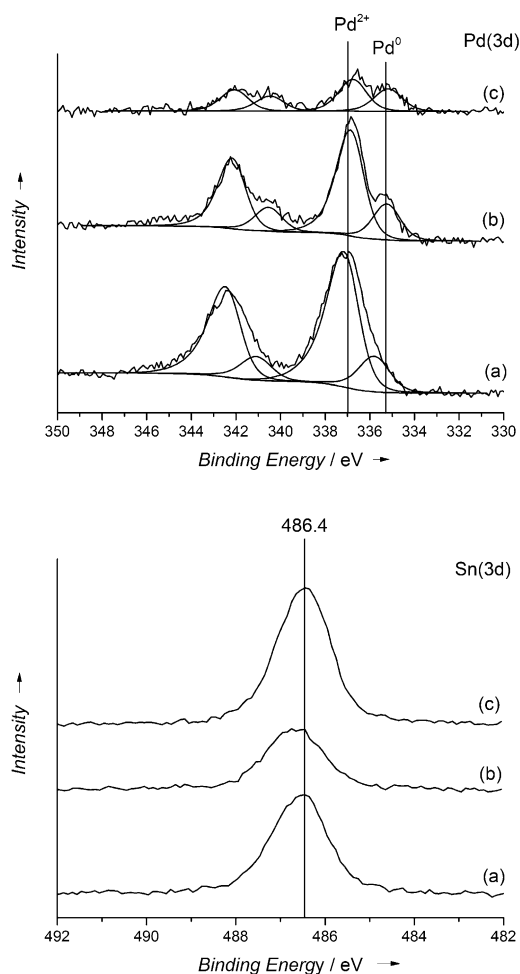 Pd²⁺
Pd⁰
Pd(3d)
(c)
(b)
(a)
Intensity →
350 348 346 344 342 340 338 336 334 332 330
Binding Energy / eV →
486.4
Sn(3d)
(c)
(b)
(a)
Intensity →
492 490 488 486 484 482
Binding Energy / eV →